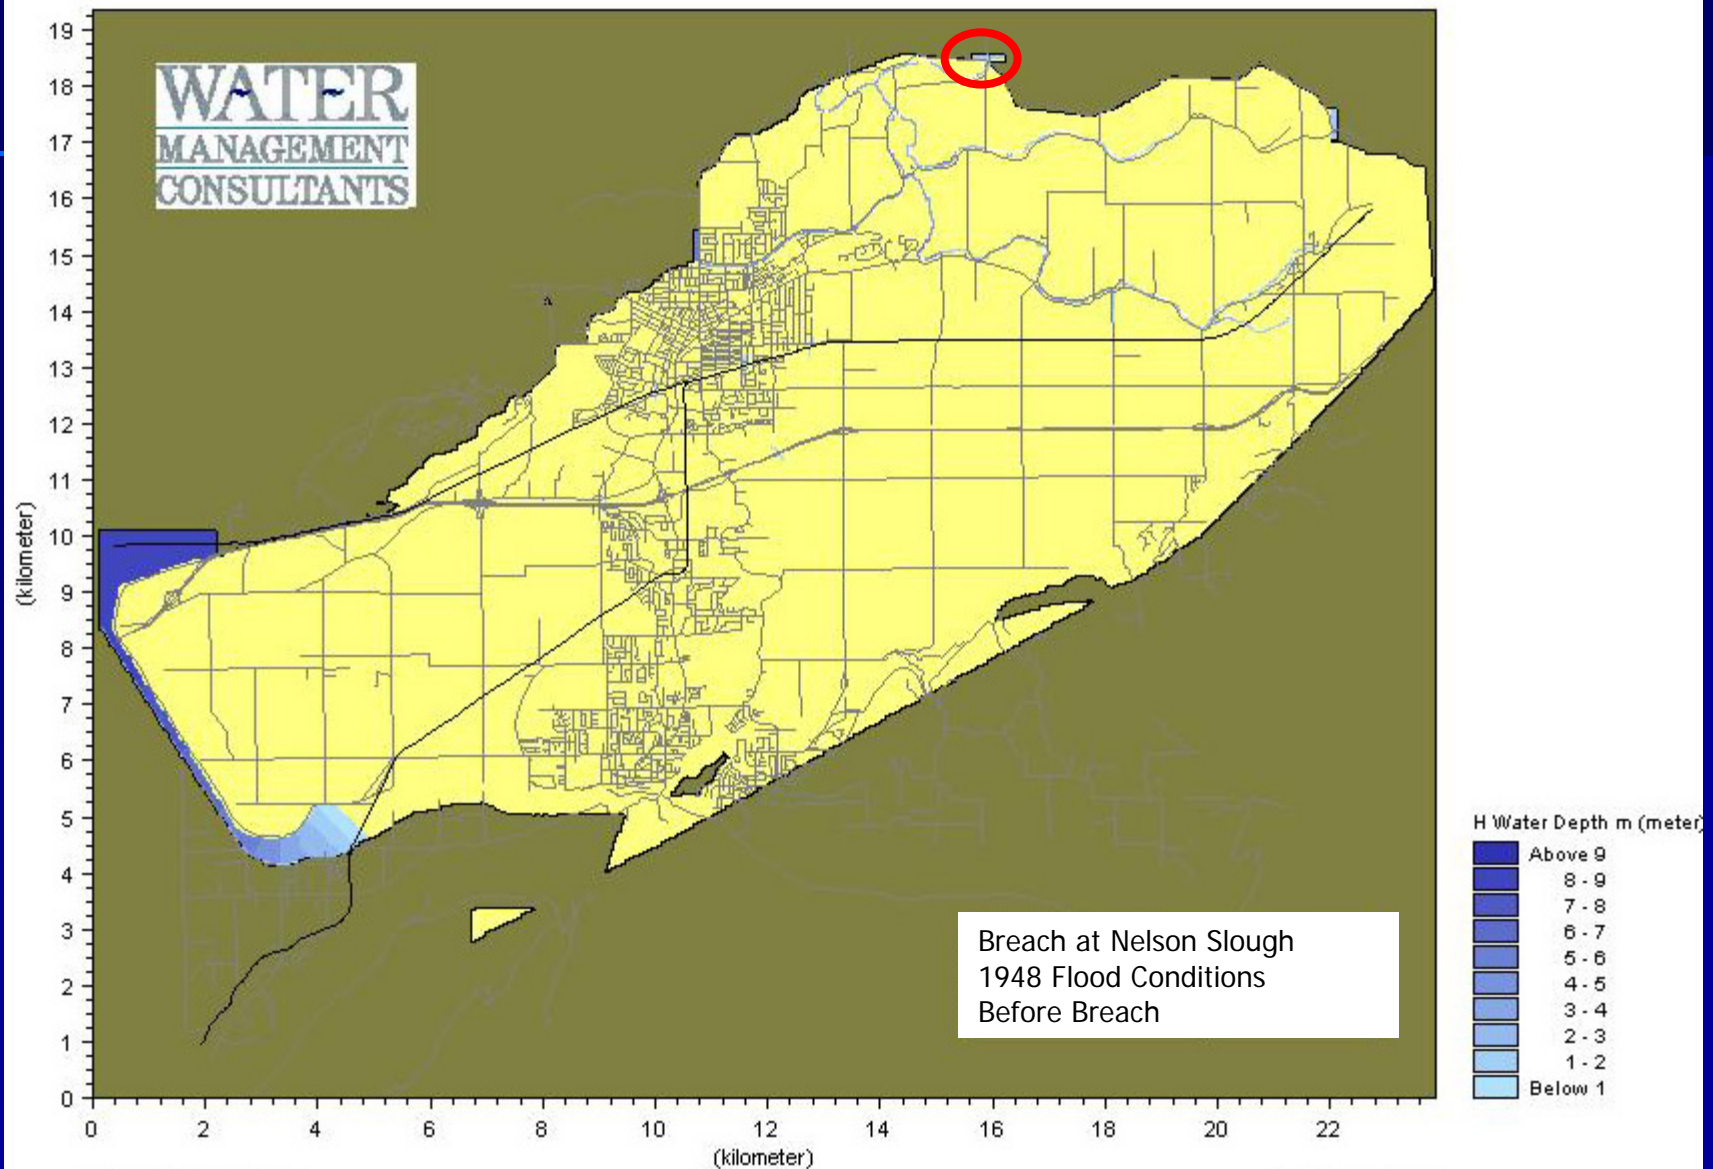 WATER
MANAGEMENT
CONSULTANTS
19
18
17
16
15
14
13
12
11
10
9
8
7
6
5
4
3
2
1
0
(kilometer)
0 2 4 6 8 10 12 14 16 18 20 22
(kilometer)
Breach at Nelson Slough
1948 Flood Conditions
Before Breach
H Water Depth m (meter)
Above 9
8 - 9
7 - 8
6 - 7
5 - 6
4 - 5
3 - 4
2 - 3
1 - 2
Below 1